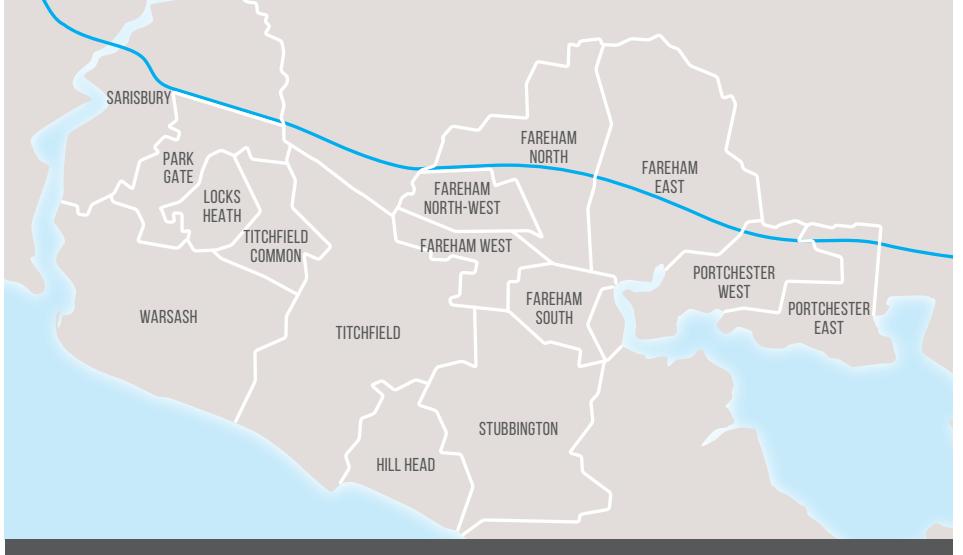 SARISBURY
PARK
GATE
LOCKS
HEATH
TITCHFIELD
COMMON
WARSASH
TITCHFIELD
HILL HEAD
STUBBINGTON
FAREHAM
NORTH
FAREHAM
NORTH-WEST
FAREHAM WEST
FAREHAM
SOUTH
FAREHAM
EAST
PORTCHESTER
WEST
PORTCHESTER
EAST